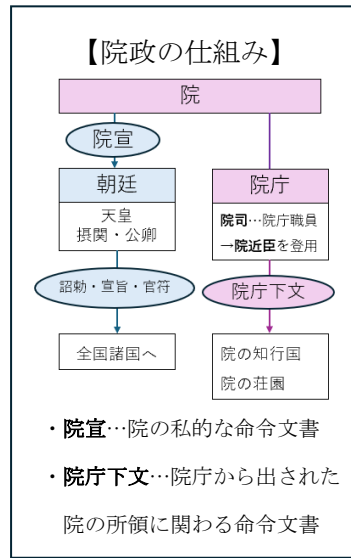 【院政の仕組み】
院
院宣
朝廷
天皇
摂関・公卿
詔勅・宣旨・官符
全国諸国へ
院庁
院司…院庁職員
→院近臣を登用
院庁下文
院の知行国
院の荘園
・院宣…院の私的な命令文書
・院庁下文…院庁から出された
院の所領に関わる命令文書